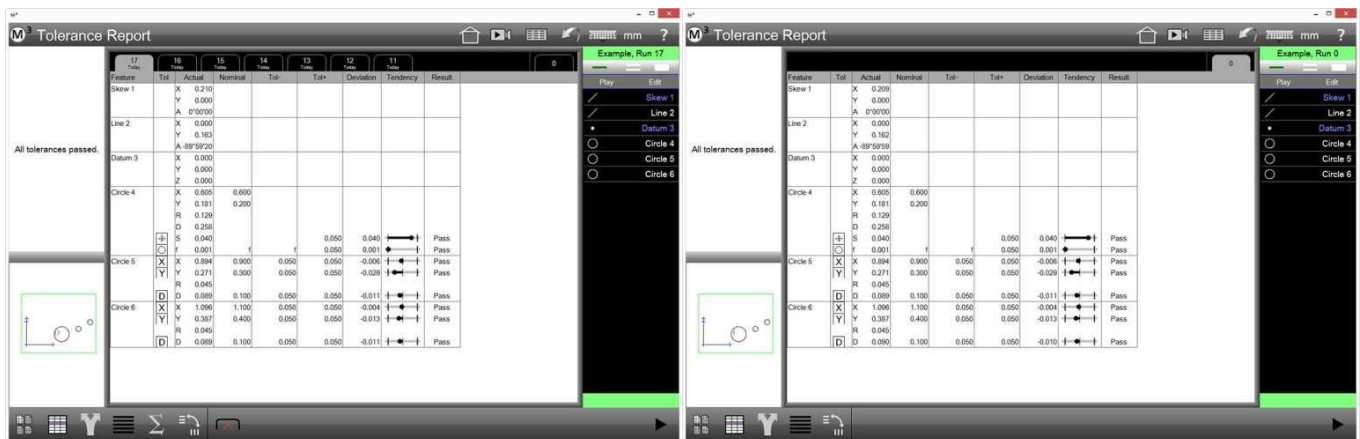 M³
M³ Tolerance Report
mm ?
17 Today 16 Today 15 Today 14 Today 13 Today 12 Today 11 Today 0
Example, Run 17
Play Edit
Skew 1
Line 2
Datum 3
Circle 4
Circle 5
Circle 6
All tolerances passed.
Feature Tol Actual Nominal Tol- Tol+ Deviation Tendency Result
Skew 1 X 0.210
Y 0.000
A 0°00'00
Line 2 X 0.000
Y 0.163
A -89°59'20
Datum 3 X 0.000
Y 0.000
Z 0.000
Circle 4 X 0.605 0.600
Y 0.181 0.200
R 0.129
D 0.258
S 0.040 0.050 0.040 Pass
f 0.001 f f 0.050 0.001 Pass
Circle 5 X X 0.894 0.900 0.050 0.050 -0.006 Pass
Y Y 0.271 0.300 0.050 0.050 -0.029 Pass
R 0.045
D D 0.089 0.100 0.050 0.050 -0.011 Pass
Circle 6 X X 1.096 1.100 0.050 0.050 -0.004 Pass
Y Y 0.387 0.400 0.050 0.050 -0.013 Pass
R 0.045
D D 0.089 0.100 0.050 0.050 -0.011 Pass
M³
M³ Tolerance Report
mm ?
0
Example, Run 0
Play Edit
Skew 1
Line 2
Datum 3
Circle 4
Circle 5
Circle 6
All tolerances passed.
Feature Tol Actual Nominal Tol- Tol+ Deviation Tendency Result
Skew 1 X 0.209
Y 0.000
A 0°00'00
Line 2 X 0.000
Y 0.162
A -89°59'59
Datum 3 X 0.000
Y 0.000
Z 0.000
Circle 4 X 0.605 0.600
Y 0.181 0.200
R 0.129
D 0.258
S 0.040 0.050 0.040 Pass
f 0.001 f f 0.050 0.001 Pass
Circle 5 X X 0.894 0.900 0.050 0.050 -0.006 Pass
Y Y 0.271 0.300 0.050 0.050 -0.029 Pass
R 0.045
D D 0.089 0.100 0.050 0.050 -0.011 Pass
Circle 6 X X 1.096 1.100 0.050 0.050 -0.004 Pass
Y Y 0.387 0.400 0.050 0.050 -0.013 Pass
R 0.045
D D 0.090 0.100 0.050 0.050 -0.010 Pass